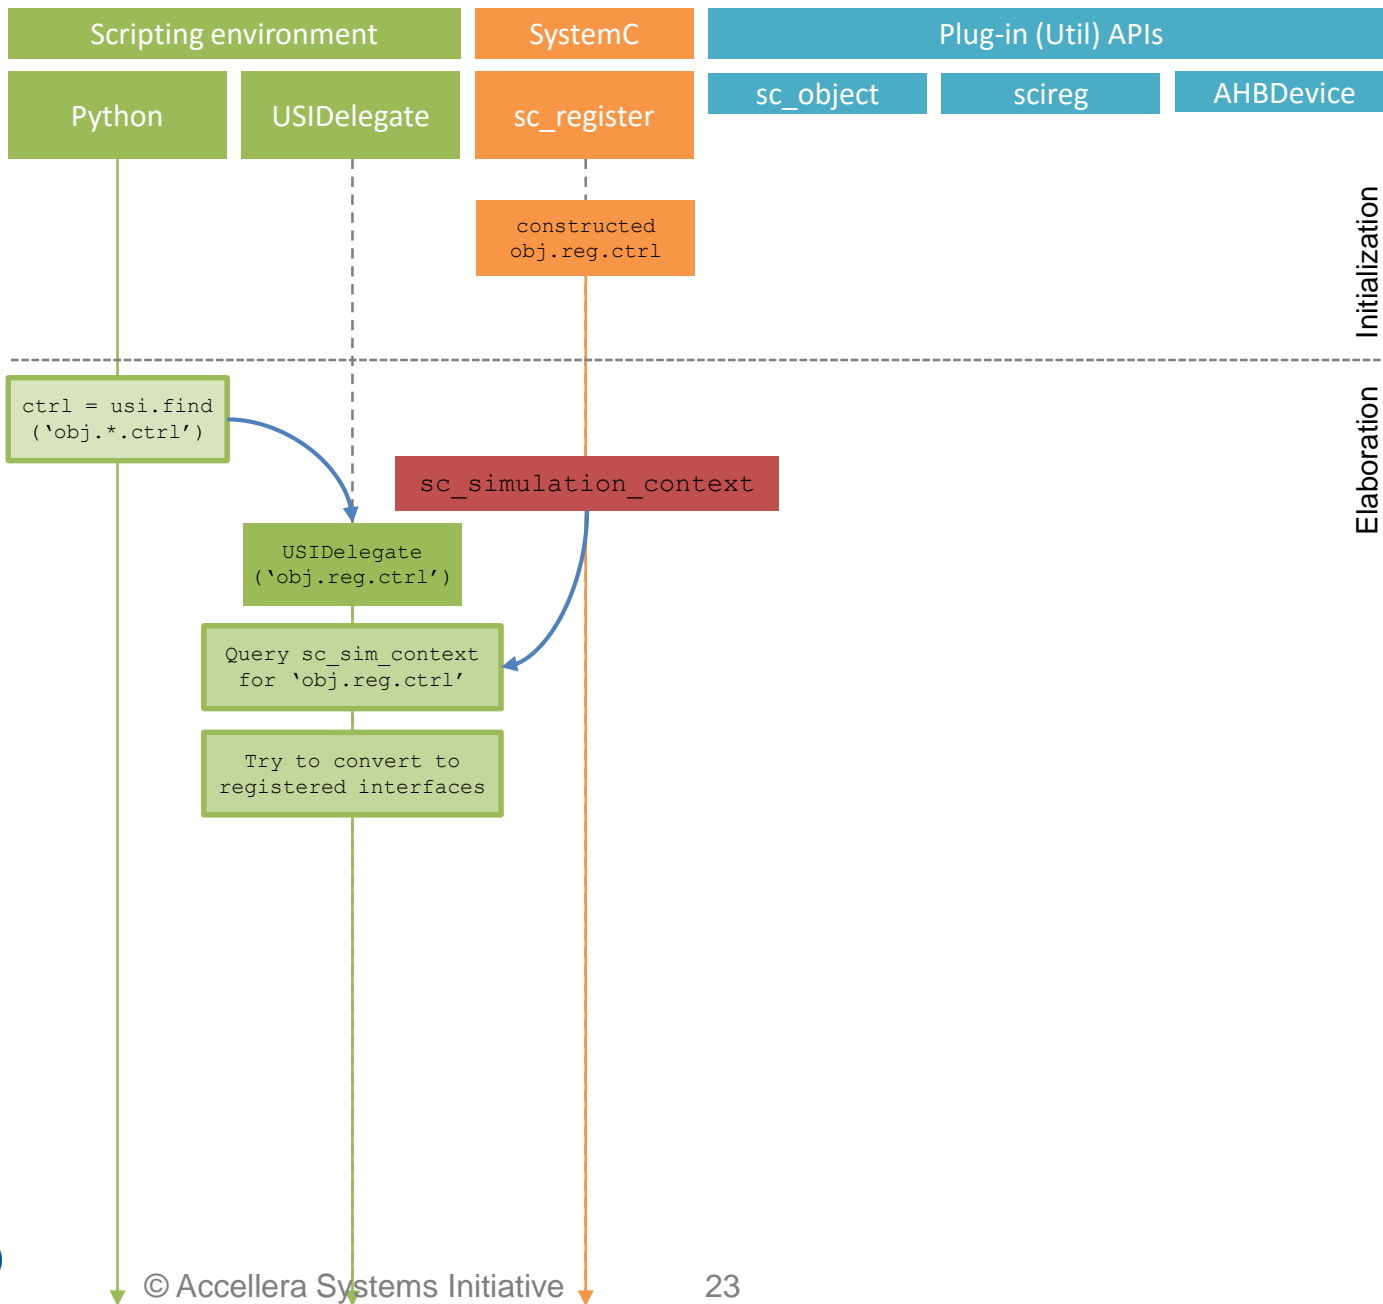 Scripting environment
SystemC
Plug-in (Util) APIs
Python
USIDelegate
sc_register
sc_object
scireg
AHBDevice
constructed
obj.reg.ctrl
Initialization
ctrl = usi.find
(‘obj.*.ctrl’)
Elaboration
sc_simulation_context
USIDelegate
(‘obj.reg.ctrl’)
Query sc_sim_context
for ‘obj.reg.ctrl’
Try to convert to
registered interfaces
© Accellera Systems Initiative
23